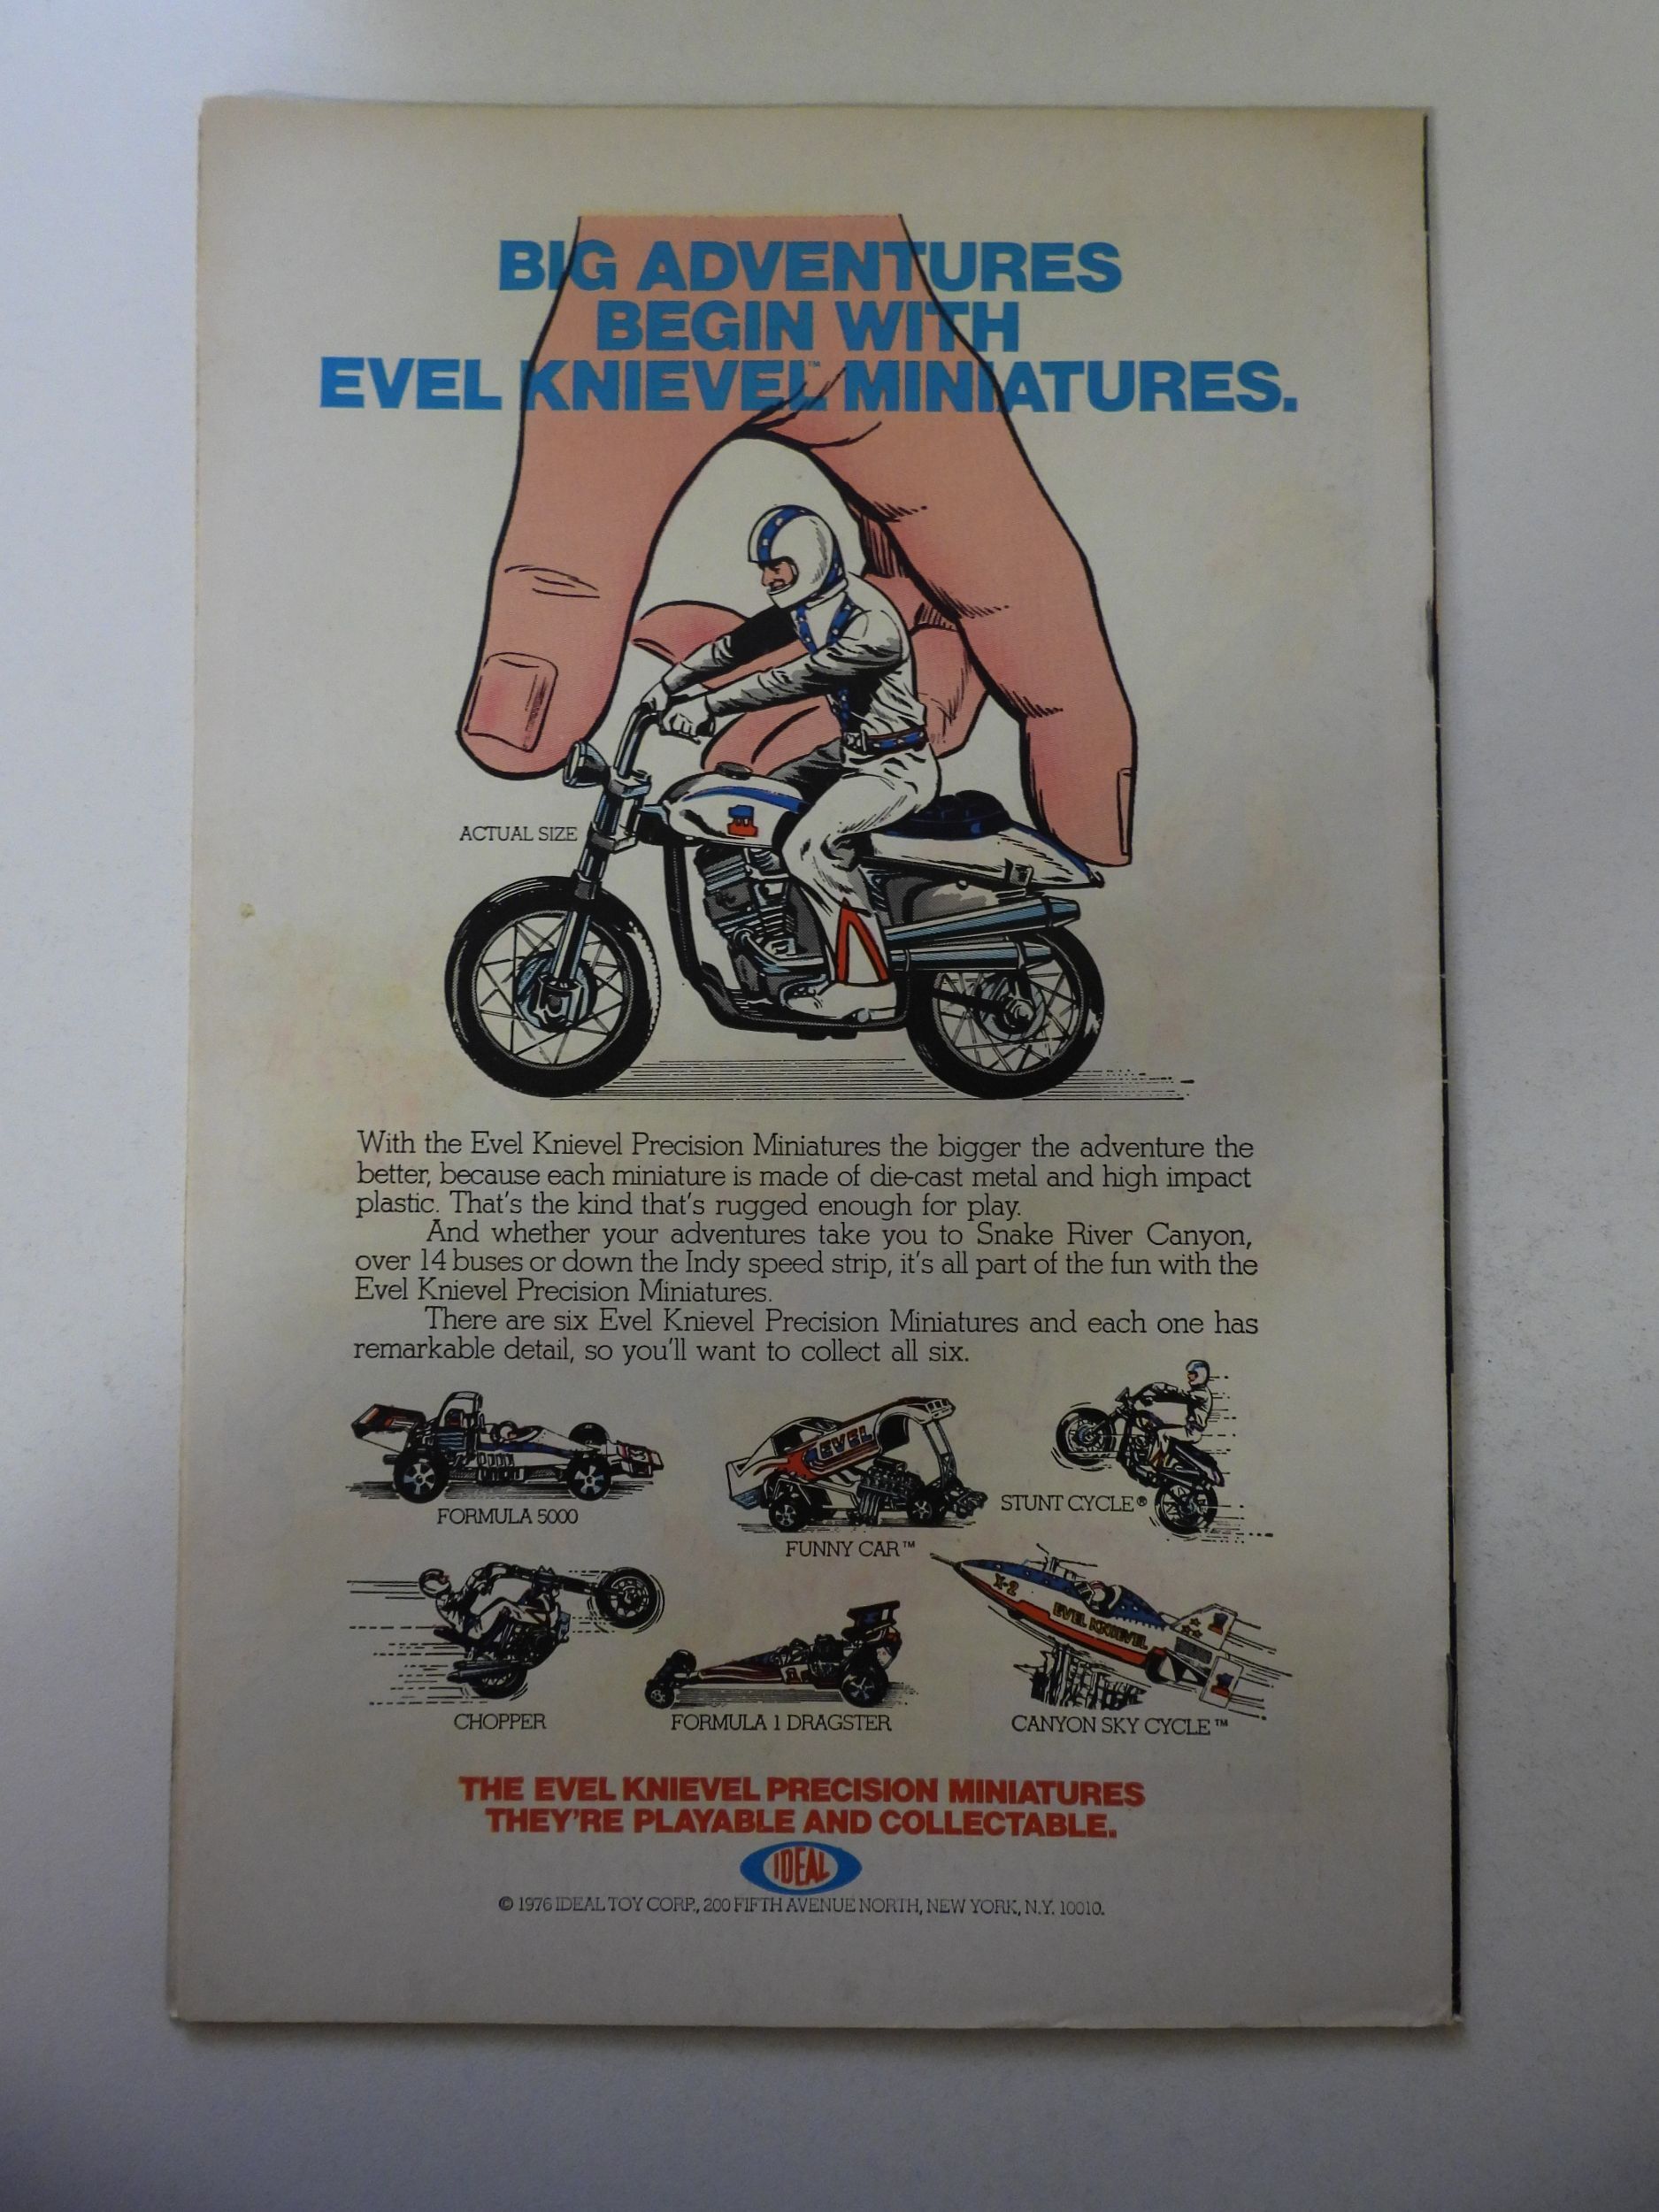 BIG ADVENTURES
BEGIN WITH
EVEL KNIEVEL™ MINIATURES.
ACTUAL SIZE
With the Evel Knievel Precision Miniatures the bigger the adventure the
better, because each miniature is made of die-cast metal and high impact
plastic. That's the kind that's rugged enough for play.
And whether your adventures take you to Snake River Canyon,
over 14 buses or down the Indy speed strip, it's all part of the fun with the
Evel Knievel Precision Miniatures.
There are six Evel Knievel Precision Miniatures and each one has
remarkable detail, so you'll want to collect all six.
EVEL
FORMULA 5000
STUNT CYCLE®
FUNNY CAR™
X-2
EVEL KNIEVEL
1
CHOPPER
FORMULA 1 DRAGSTER
CANYON SKY CYCLE™
THE EVEL KNIEVEL PRECISION MINIATURES
THEY'RE PLAYABLE AND COLLECTABLE.
IDEAL
© 1976 IDEAL TOY CORP., 200 FIFTH AVENUE NORTH, NEW YORK, N.Y. 10010.